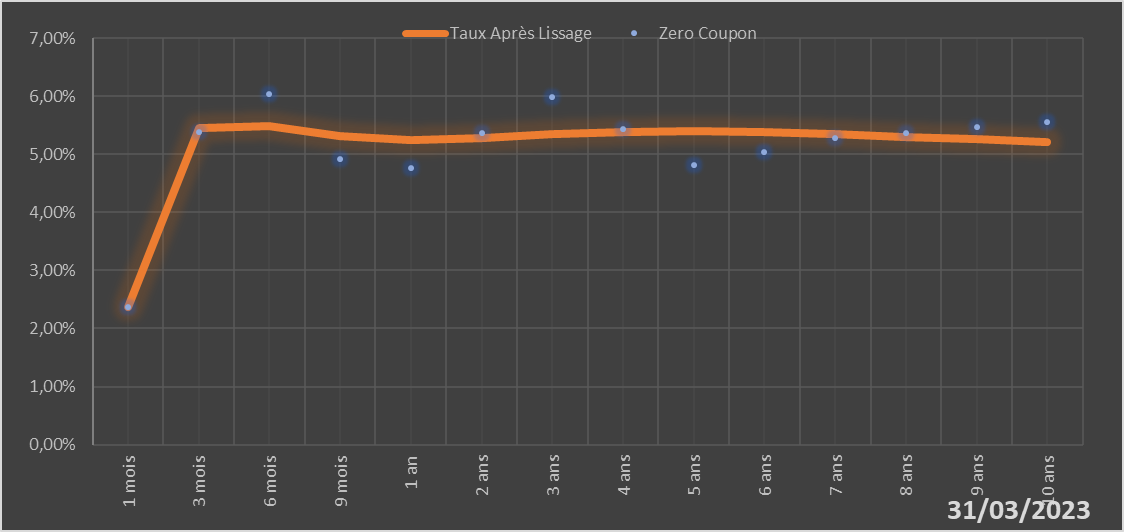 Taux Après Lissage
Zero Coupon
7,00%
6,00%
5,00%
4,00%
3,00%
2,00%
1,00%
0,00%
1 mois
3 mois
6 mois
9 mois
1 an
2 ans
3 ans
4 ans
5 ans
6 ans
7 ans
8 ans
9 ans
10 ans
31/03/2023